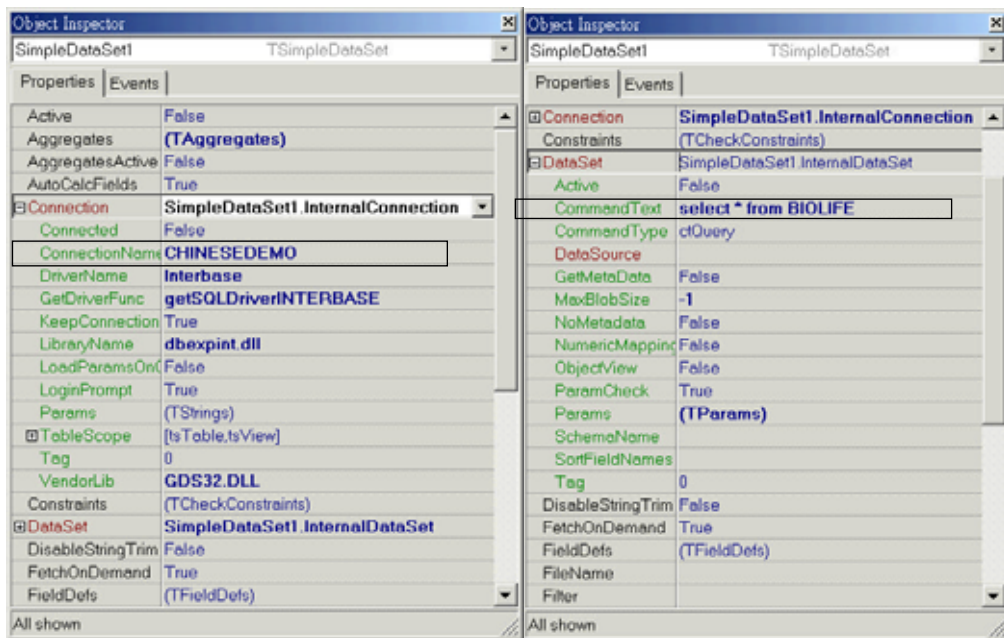 Object Inspector
SimpleDataSet1 TSimpleDataSet
Properties Events
Active False
Aggregates (TAggregates)
AggregatesActive False
AutoCalcFields True
Connection SimpleDataSet1.InternalConnection
Connected False
ConnectionName CHINESEDEMO
DriverName Interbase
GetDriverFunc getSQLDriverINTERBASE
KeepConnection True
LibraryName dbexpint.dll
LoadParamsOnC False
LoginPrompt True
Params (TStrings)
TableScope [tsTable,tsView]
Tag 0
VendorLib GDS32.DLL
Constraints (TCheckConstraints)
DataSet SimpleDataSet1.InternalDataSet
DisableStringTrim False
FetchOnDemand True
FieldDefs (TFieldDefs)
All shown
Object Inspector
SimpleDataSet1 TSimpleDataSet
Properties Events
Connection SimpleDataSet1.InternalConnection
Constraints (TCheckConstraints)
DataSet SimpleDataSet1.InternalDataSet
Active False
CommandText select * from BIOLIFE
CommandType ctQuery
DataSource
GetMetaData False
MaxBlobSize -1
NoMetadata False
NumericMapping False
ObjectView False
ParamCheck True
Params (TParams)
SchemaName
SortFieldNames
Tag 0
DisableStringTrim False
FetchOnDemand True
FieldDefs (TFieldDefs)
FileName
Filter
All shown